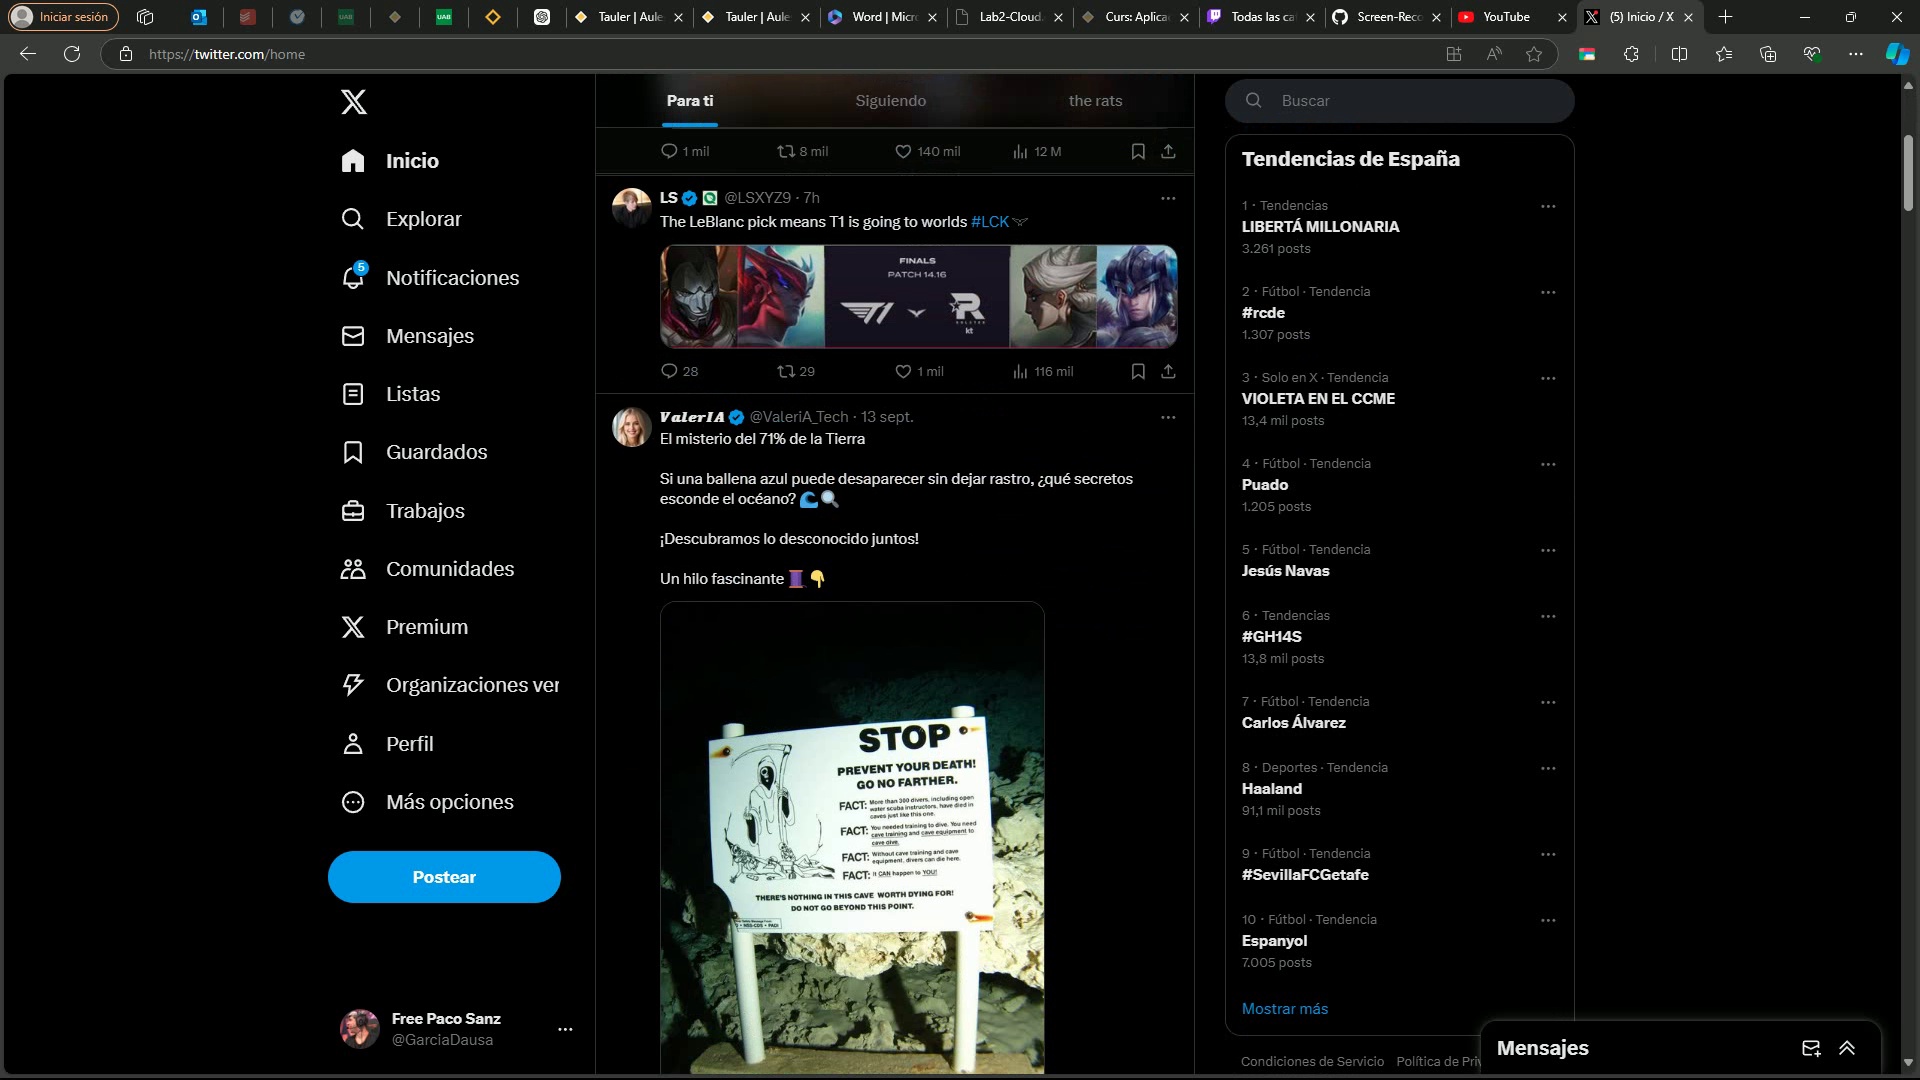 Iniciar sesión
UAB
UAB
Tauler | Aule
Tauler | Aule
Word | Micr
Lab2-Cloud
Curs: Aplica
Todas las ca
Screen-Reco
YouTube
(5) Inicio / X
https://twitter.com/home
Inicio
Explorar
5
Notificaciones
Mensajes
Listas
Guardados
Trabajos
Comunidades
Premium
Organizaciones ver
Perfil
Más opciones
Postear
Free Paco Sanz
@GarciaDausa
Para ti
Siguiendo
the rats
1 mil
8 mil
140 mil
12 M
LS @LSXYZ9 · 7h
The LeBlanc pick means T1 is going to worlds #LCK
FINALS
PATCH 14.16
T1
kt
28
29
1 mil
116 mil
ValerIA @ValeriA_Tech · 13 sept.
El misterio del 71% de la Tierra
Si una ballena azul puede desaparecer sin dejar rastro, ¿qué secretos
esconde el océano? 🌊🔍
¡Descubramos lo desconocido juntos!
Un hilo fascinante 🧵👇
STOP
PREVENT YOUR DEATH!
GO NO FARTHER.
FACT: More than 300 divers, including open
water scuba instructors, have died in
caves just like this one.
FACT: You needed training to dive. You need
cave training and cave equipment to
cave dive.
FACT: Without cave training and cave
equipment, divers can die here.
FACT: It CAN happen to YOU!
THERE'S NOTHING IN THIS CAVE WORTH DYING FOR!
DO NOT GO BEYOND THIS POINT.
Buscar
Tendencias de España
1 · Tendencias
LIBERTÁ MILLONARIA
3.261 posts
2 · Fútbol · Tendencia
#rcde
1.307 posts
3 · Solo en X · Tendencia
VIOLETA EN EL CCME
13,4 mil posts
4 · Fútbol · Tendencia
Puado
1.205 posts
5 · Fútbol · Tendencia
Jesús Navas
6 · Tendencias
#GH14S
13,8 mil posts
7 · Fútbol · Tendencia
Carlos Álvarez
8 · Deportes · Tendencia
Haaland
91,1 mil posts
9 · Fútbol · Tendencia
#SevillaFCGetafe
10 · Fútbol · Tendencia
Espanyol
7.005 posts
Mostrar más
Condiciones de Servicio Política de Pri
Mensajes